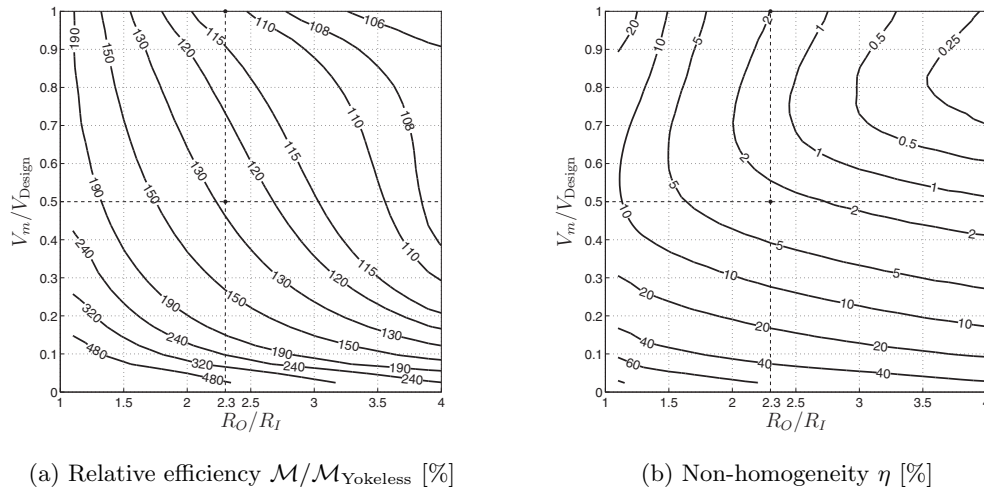 1
0.9
0.8
0.7
0.6
0.5
0.4
0.3
0.2
0.1
0
V_m/V_Design
1 1.5 2 2.3 2.5 3 3.5 4
R_O/R_I
190 150 130 120 115 110 108 106
110 108
190 150 130 120 115
110
240 190 150 130 120 115
320 240 190 150 130
480 320 240 190
480 240
(a) Relative efficiency M/M_Yokeless [%]
1
0.9
0.8
0.7
0.6
0.5
0.4
0.3
0.2
0.1
0
V_m/V_Design
1 1.5 2 2.3 2.5 3 3.5 4
R_O/R_I
20 10 5 2 1 0.5 0.25
0.5
2 1
10 5 1
2 2
5 5
20 10 10 10
40 20 20
60 40 40
(b) Non-homogeneity η [%]